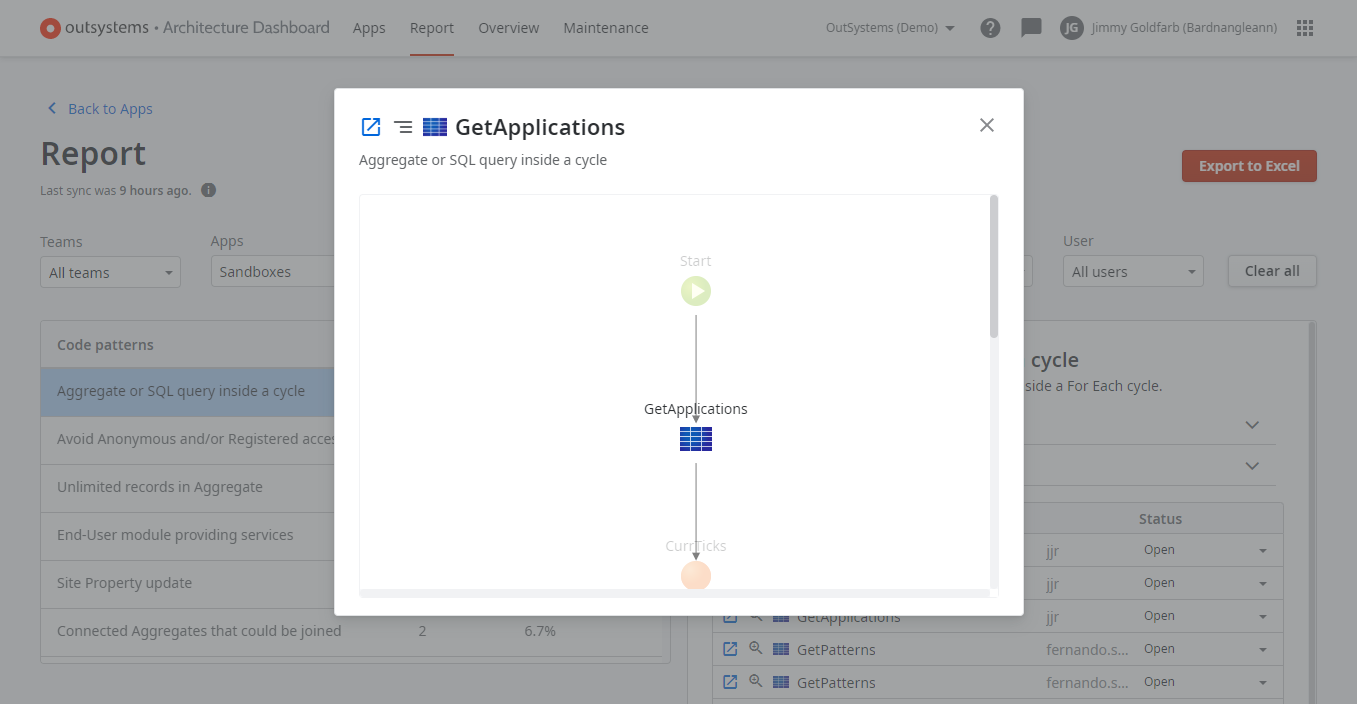 outsystems • Architecture Dashboard Apps Report Overview Maintenance OutSystems (Demo) ? JG Jimmy Goldfarb (Bardnangleann)
Back to Apps
Report
Last sync was 9 hours ago. i
Export to Excel
Teams
All teams
Apps
Sandboxes
User
All users
Clear all
GetApplications
Aggregate or SQL query inside a cycle
Start
GetApplications
CurrTicks
Code patterns
Aggregate or SQL query inside a cycle
Avoid Anonymous and/or Registered acces
Unlimited records in Aggregate
End-User module providing services
Site Property update
Connected Aggregates that could be joined 2 6.7%
cycle
side a For Each cycle.
Status
jjr Open
jjr Open
GetApplications jjr Open
GetPatterns fernando.s... Open
GetPatterns fernando.s... Open